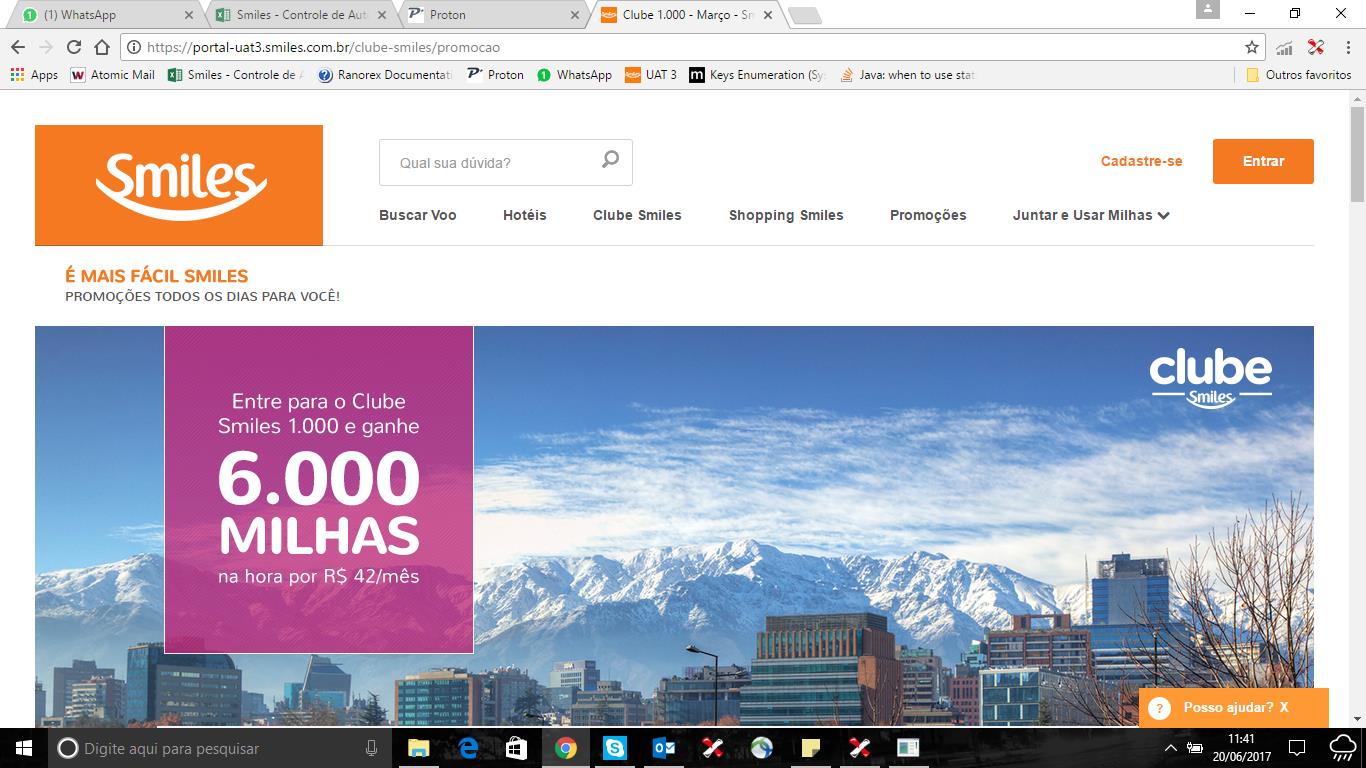 (1) WhatsApp
Smiles - Controle de Aut
Proton
Clube 1.000 - Março - Sm
https://portal-uat3.smiles.com.br/clube-smiles/promocao
Apps
Atomic Mail
Smiles - Controle de A
Ranorex Documentati
Proton
WhatsApp
UAT 3
Keys Enumeration (Sy
Java: when to use stat
Outros favoritos
Smiles
Qual sua dúvida?
Cadastre-se
Entrar
Buscar Voo
Hotéis
Clube Smiles
Shopping Smiles
Promoções
Juntar e Usar Milhas
É MAIS FÁCIL SMILES
PROMOÇÕES TODOS OS DIAS PARA VOCÊ!
Entre para o Clube
Smiles 1.000 e ganhe
6.000
MILHAS
na hora por R$ 42/mês
clube
Smiles
Posso ajudar? X
Digite aqui para pesquisar
11:41
20/06/2017